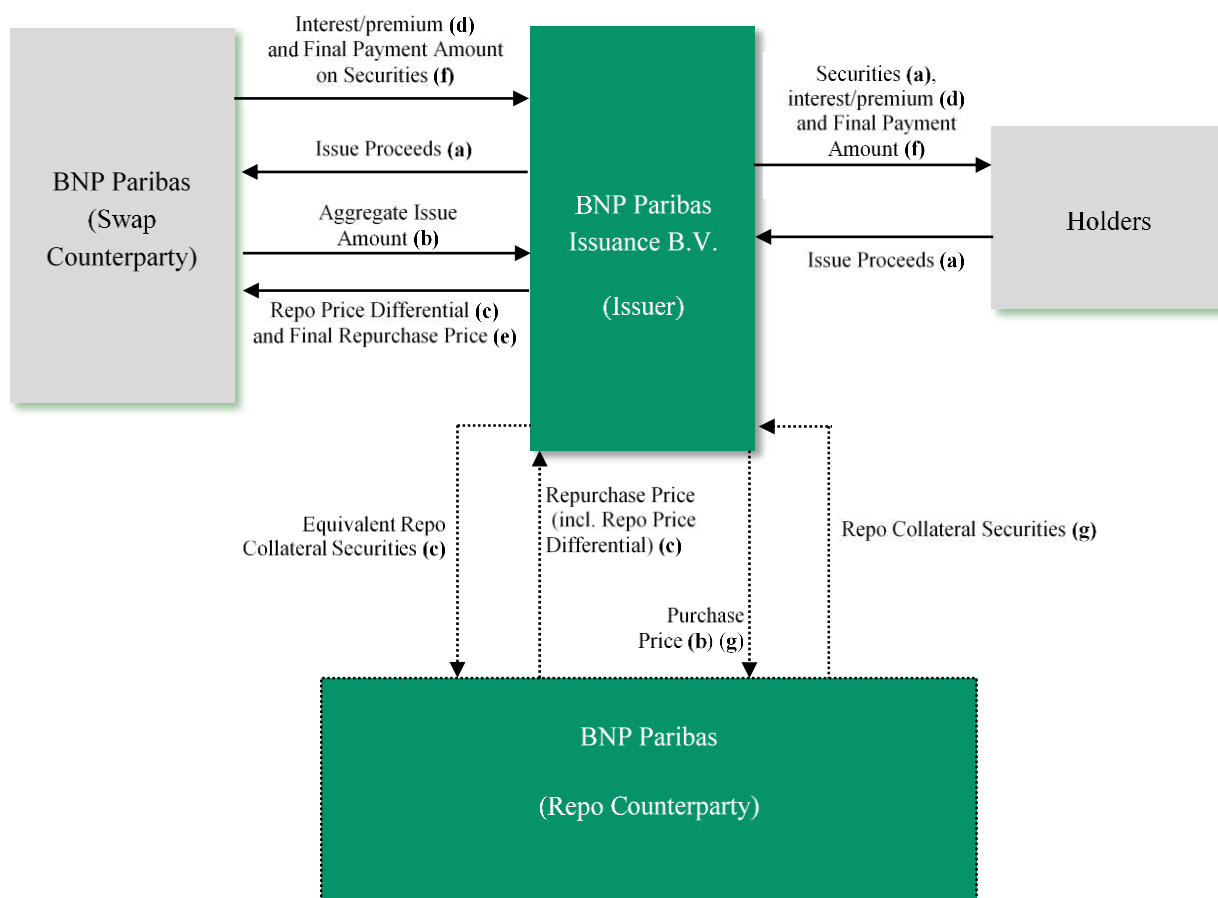 Interest/premium (d)
and Final Payment Amount
on Securities (f)
Issue Proceeds (a)
BNP Paribas
(Swap
Counterparty)
Aggregate Issue
Amount (b)
Repo Price Differential (c)
and Final Repurchase Price (e)
BNP Paribas
Issuance B.V.
(Issuer)
Securities (a),
interest/premium (d)
and Final Payment
Amount (f)
Holders
Issue Proceeds (a)
Equivalent Repo
Collateral Securities (c)
Repurchase Price
(incl. Repo Price
Differential) (c)
Repo Collateral Securities (g)
Purchase
Price (b) (g)
BNP Paribas
(Repo Counterparty)